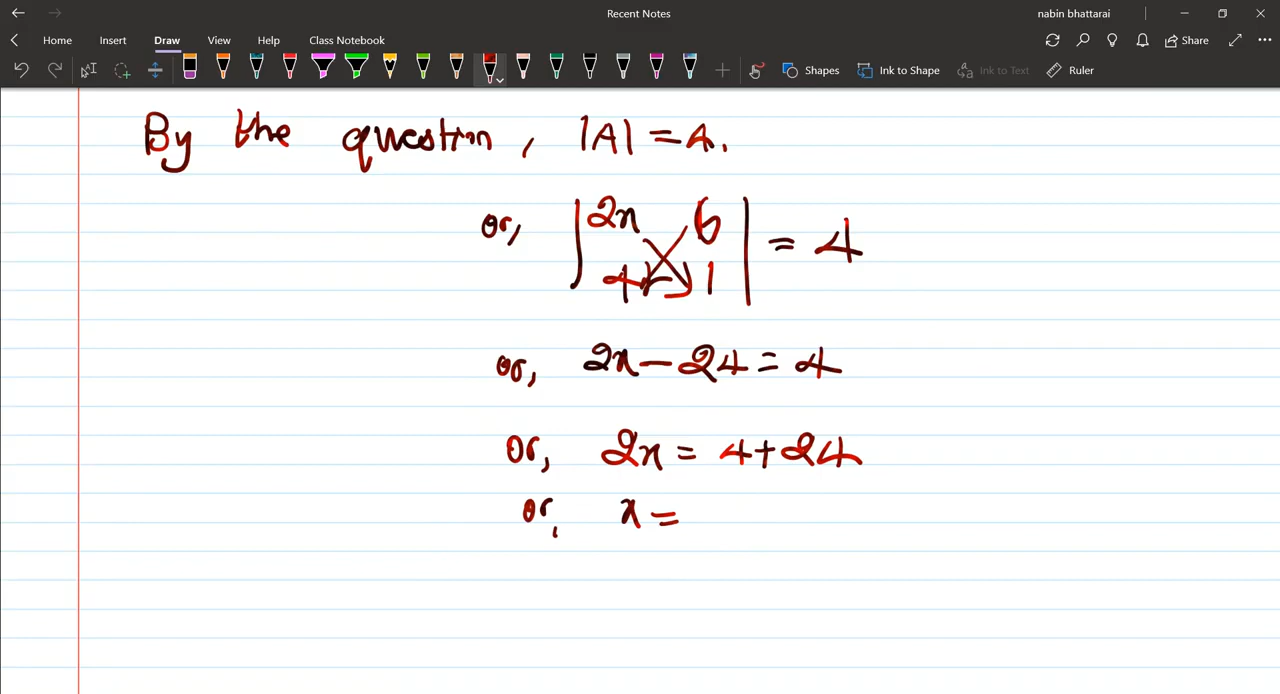 Recent Notes
nabin bhattarai
Home Insert Draw View Help Class Notebook
Share
Shapes Ink to Shape Ink to Text Ruler
By the question, |A| = 4.
or, |2x 6
4 1| = 4
or, 2x - 24 = 4
or, 2x = 4 + 24
or, x =